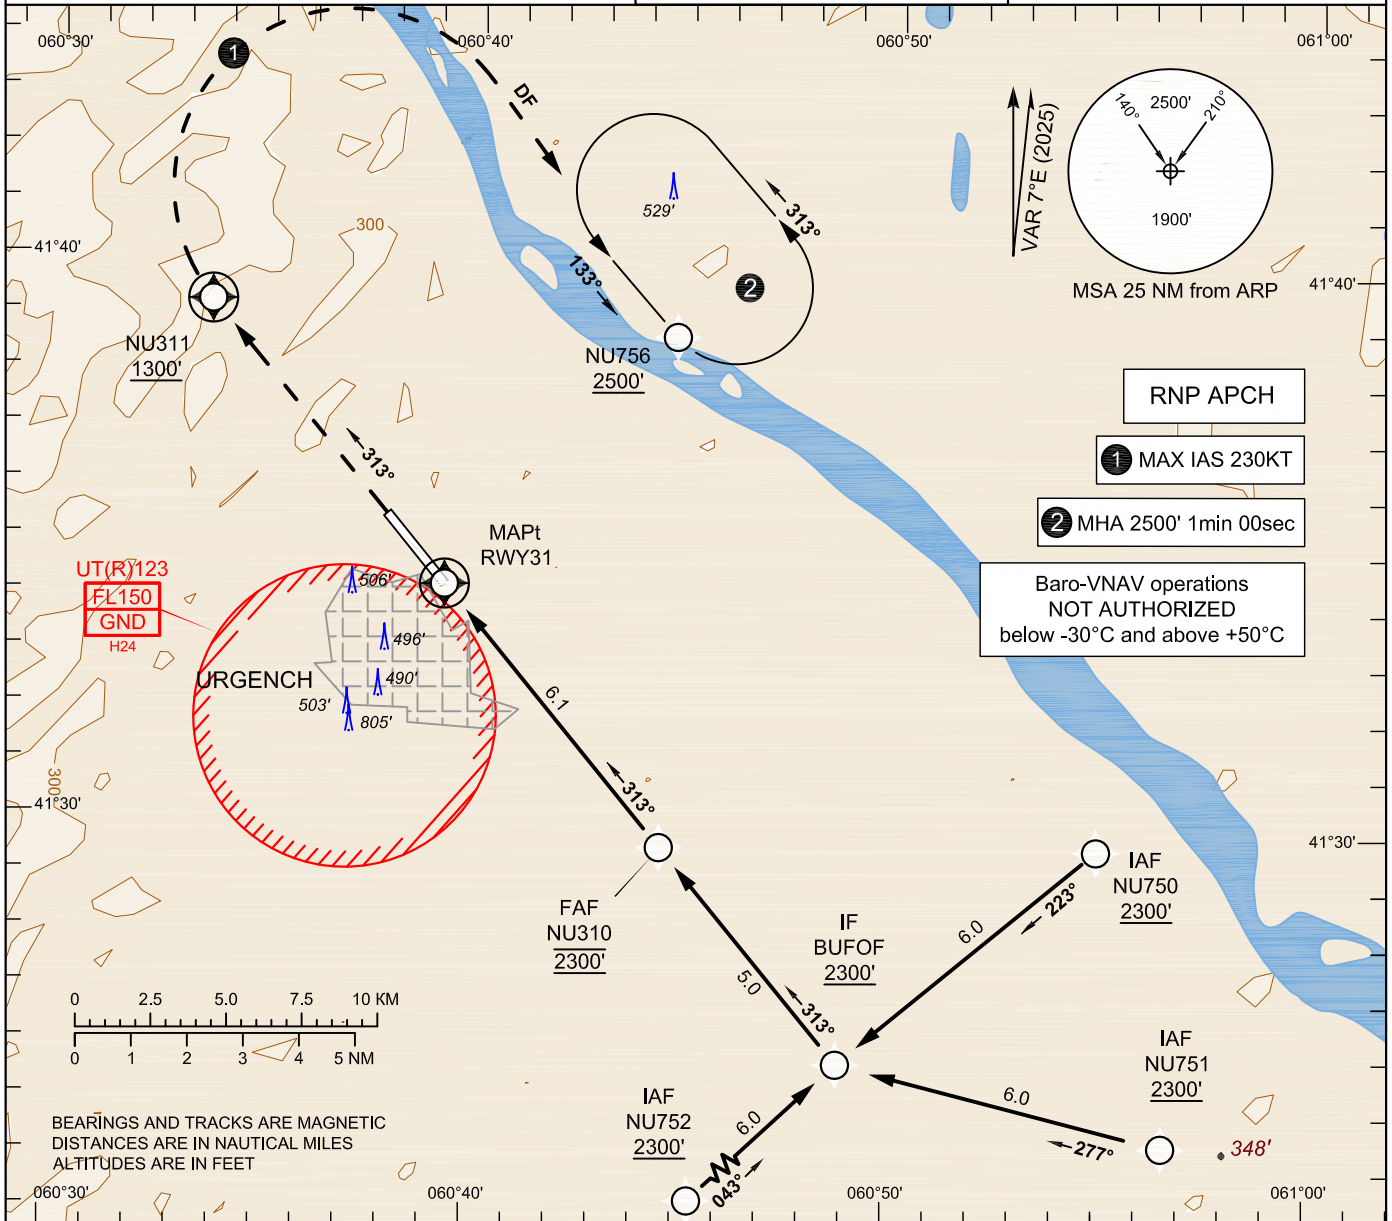 060°30'
060°40'
060°50'
061°00'
1
DF
VAR 7°E (2025)
140°
2500'
210°
1900'
MSA 25 NM from ARP
529'
313°
300
41°40'
133°
2
41°40'
NU311
1300'
NU756
2500'
RNP APCH
1 MAX IAS 230KT
2 MHA 2500' 1min 00sec
313°
MAPt
RWY31
UT(R)123
FL150
GND
H24
506'
496'
490'
URGENCH
503'
805'
Baro-VNAV operations
NOT AUTHORIZED
below -30°C and above +50°C
6.1
313°
300
41°30'
41°30'
FAF
NU310
2300'
IF
BUFOF
2300'
IAF
NU750
2300'
223°
6.0
5.0
313°
0 2.5 5.0 7.5 10 KM
0 1 2 3 4 5 NM
IAF
NU751
2300'
6.0
277°
348'
IAF
NU752
2300'
6.0
043°
BEARINGS AND TRACKS ARE MAGNETIC
DISTANCES ARE IN NAUTICAL MILES
ALTITUDES ARE IN FEET
060°30'
060°40'
060°50'
061°00'